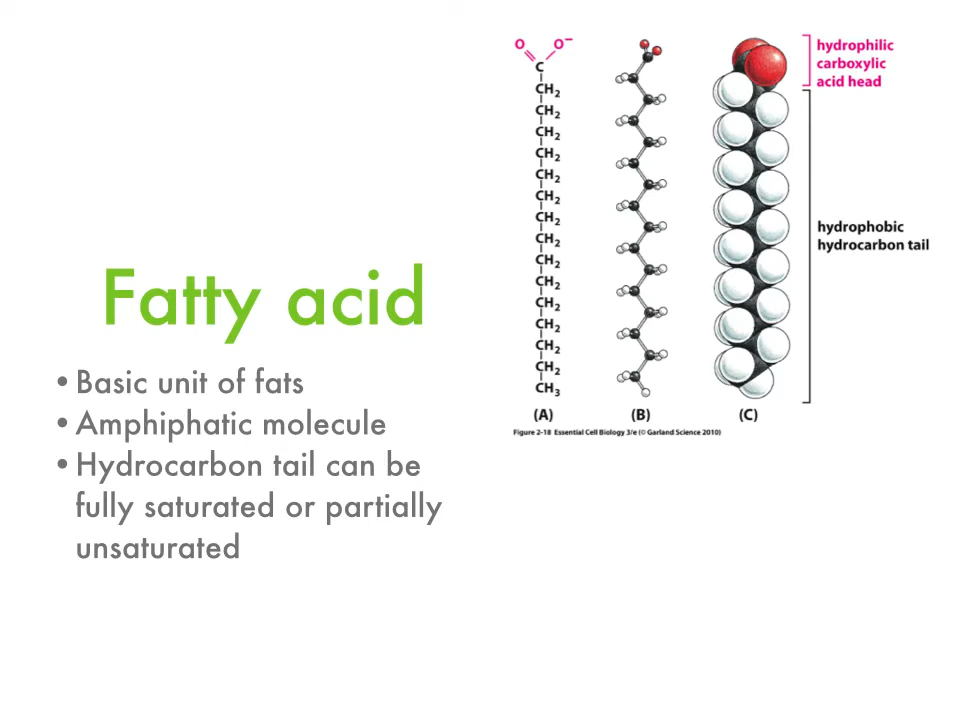 Fatty acid
•Basic unit of fats
•Amphiphatic molecule
•Hydrocarbon tail can be
fully saturated or partially
unsaturated
O O−
C
CH2
CH2
CH2
CH2
CH2
CH2
CH2
CH2
CH2
CH2
CH2
CH2
CH2
CH2
CH3
(A) (B) (C)
hydrophilic
carboxylic
acid head
hydrophobic
hydrocarbon tail
Figure 2-18 Essential Cell Biology 3/e (© Garland Science 2010)